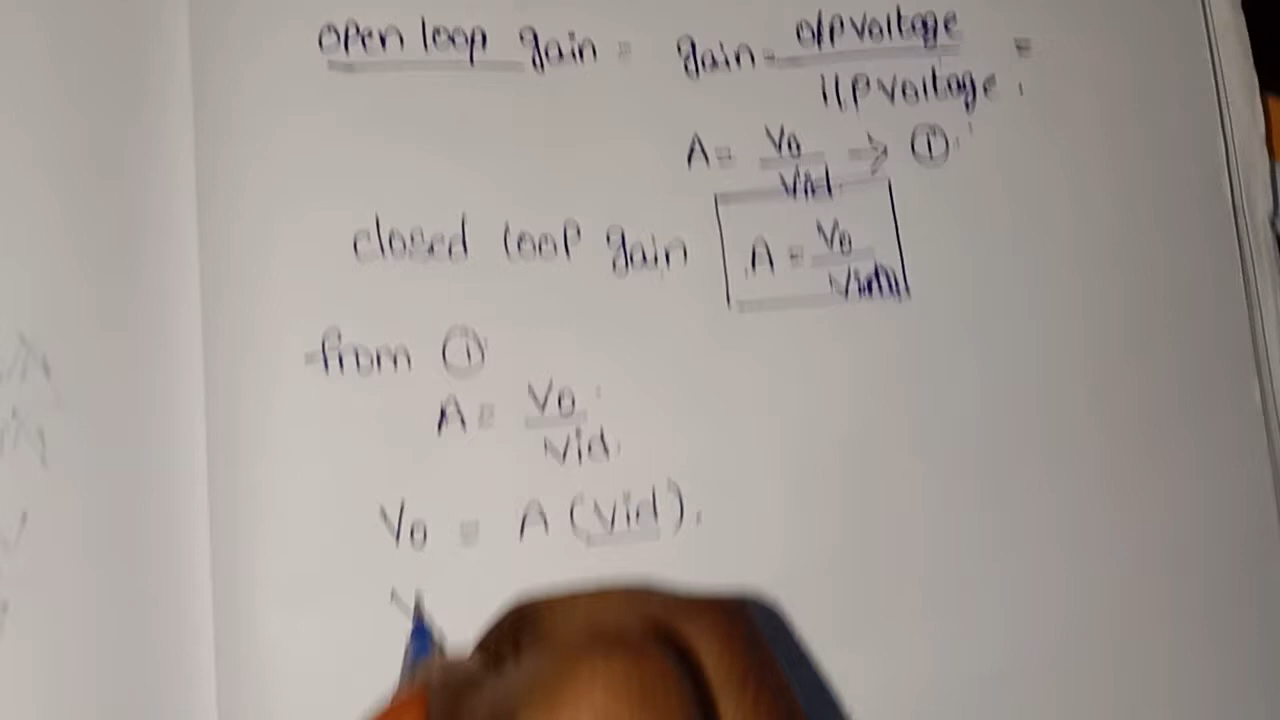 open loop gain = gain = o/p voltage / i/p voltage =
A = Vo / Vid → ①
closed loop gain A = Vo / Vin
from ①
A = Vo / Vid
Vo = A (Vid).
V